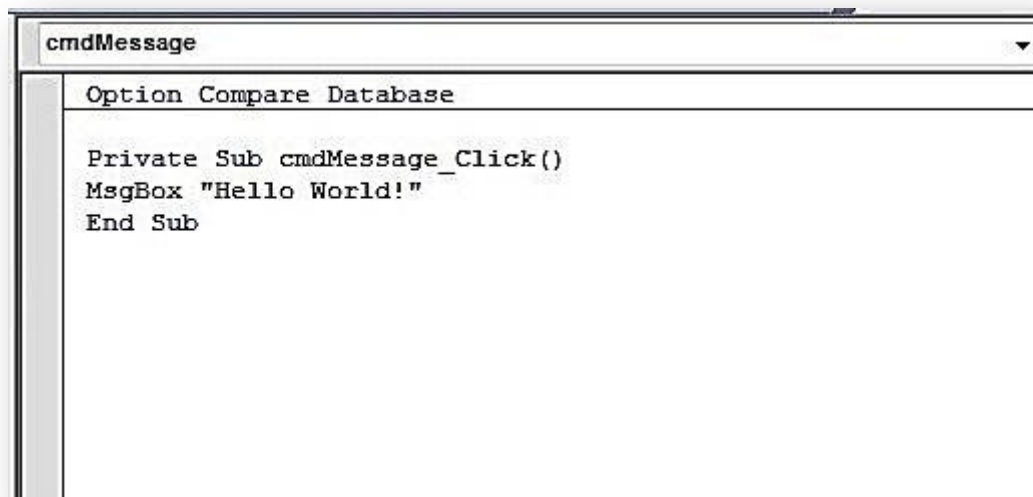 cmdMessage
Option Compare Database
Private Sub cmdMessage_Click()
MsgBox "Hello World!"
End Sub